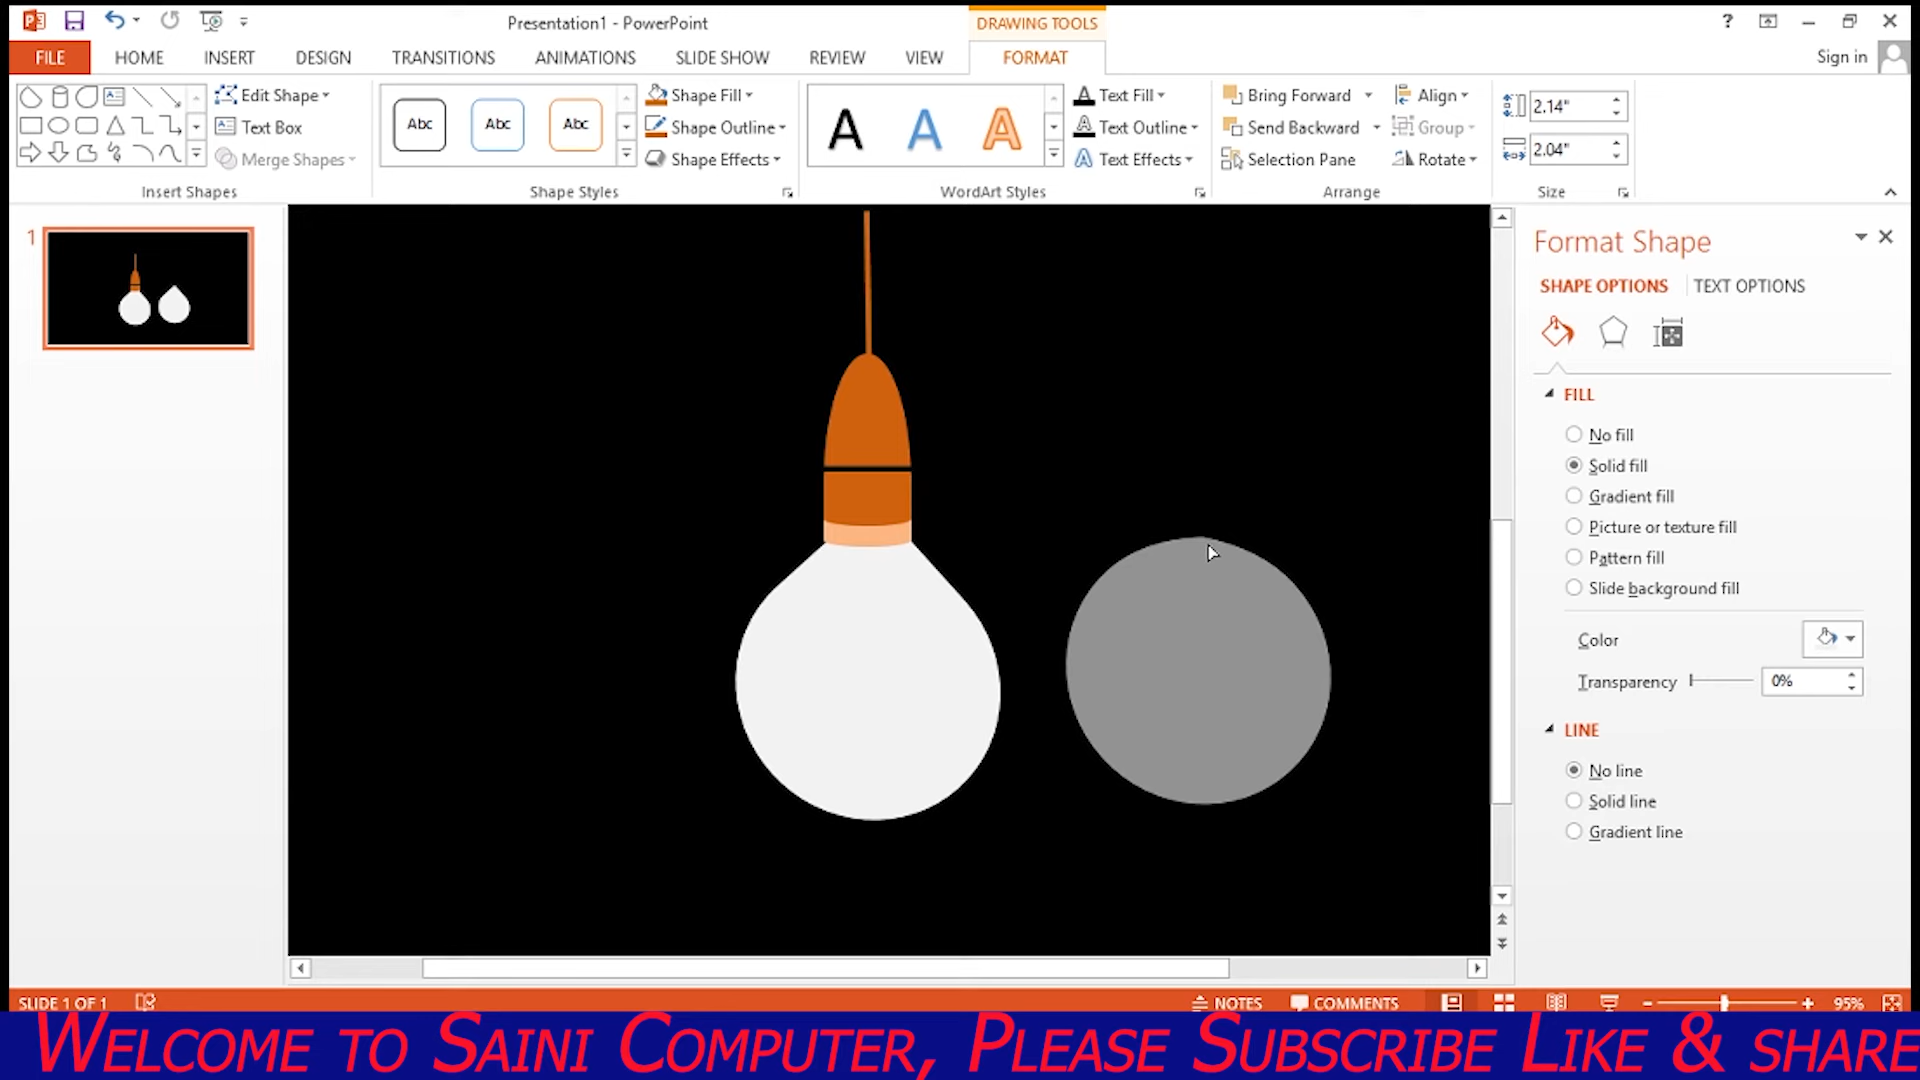 Presentation1 - PowerPoint
DRAWING TOOLS
?
FILE
HOME
INSERT
DESIGN
TRANSITIONS
ANIMATIONS
SLIDE SHOW
REVIEW
VIEW
FORMAT
Sign in
Edit Shape
Text Box
Merge Shapes
Insert Shapes
Abc
Abc
Abc
Shape Fill
Shape Outline
Shape Effects
Shape Styles
A
A
A
Text Fill
Text Outline
Text Effects
WordArt Styles
Bring Forward
Send Backward
Selection Pane
Align
Group
Rotate
Arrange
2.14"
2.04"
Size
1
Format Shape
SHAPE OPTIONS
TEXT OPTIONS
FILL
No fill
Solid fill
Gradient fill
Picture or texture fill
Pattern fill
Slide background fill
Color
Transparency
0%
LINE
No line
Solid line
Gradient line
SLIDE 1 OF 1
NOTES
COMMENTS
95%
WELCOME TO SAINI COMPUTER, PLEASE SUBSCRIBE LIKE & SHARE